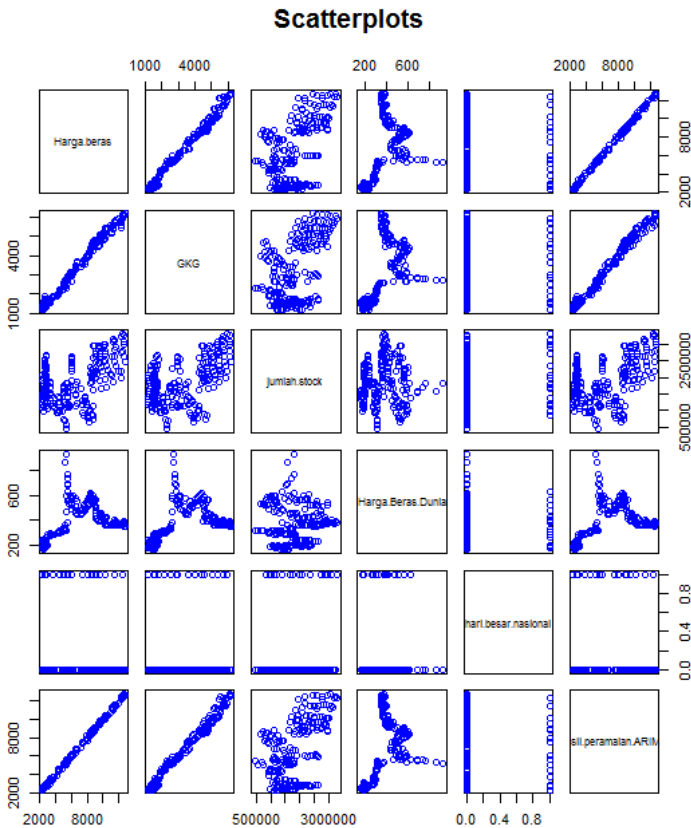 Scatterplots
1000 4000 200 600 2000 8000
Harga.beras
2000 8000
1000 4000
GKG
jumlah.stock
500000 2500000
200 600
Harga.Beras.Dunia
hari.besar.nasional
0.0 0.4 0.8
2000 8000
sil.peramalan.ARIM
2000 8000 500000 3000000 0.0 0.4 0.8